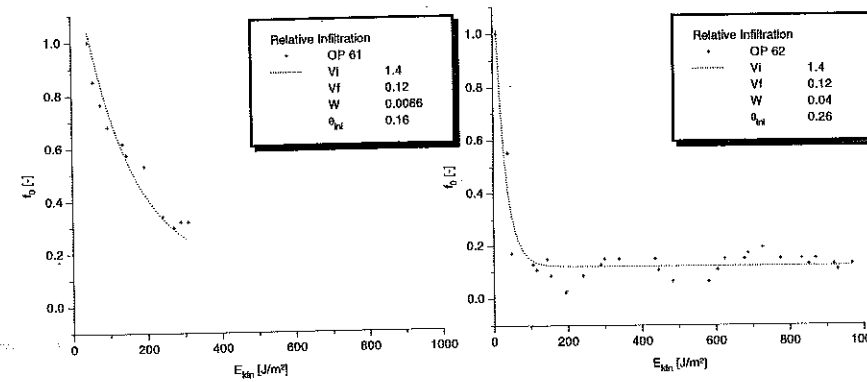 Relative Infiltration
OP 61
Vi 1.4
Vf 0.12
W 0.0066
θini 0.16
f0 [-]
1.0
0.8
0.6
0.4
0.2
0.0
0 200 400 600 800 1000
Ekin [J/m²]
Relative Infiltration
OP 62
Vi 1.4
Vf 0.12
W 0.04
θini 0.26
f0 [-]
1.0
0.8
0.6
0.4
0.2
0.0
0 200 400 600 800 100
Ekin [J/m²]